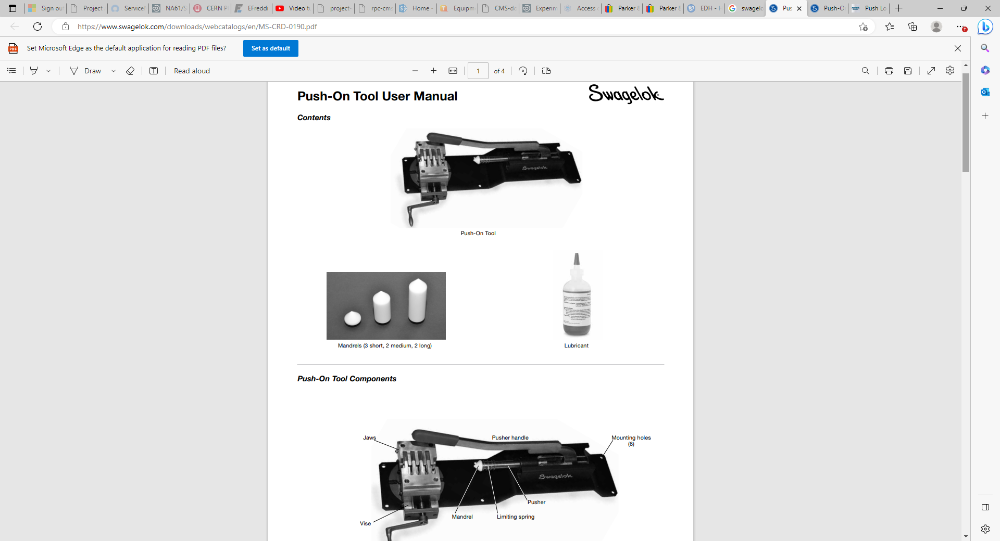 Sign out
Project
Service
NA61/S
CERN P
EFreddi
Video tu
project-
rpc-cms
Home -
Equipm
CMS-dc
Experim
Access
Parker 8
Parker 8
EDH - H
swagelc
Pus
Push-O
Push Lo
https://www.swagelok.com/downloads/webcatalogs/en/MS-CRD-0190.pdf
Set Microsoft Edge as the default application for reading PDF files?
Set as default
Draw
Read aloud
1
of 4
Push-On Tool User Manual
Swagelok
Contents
Swagelok
Push-On Tool
Mandrels (3 short, 2 medium, 2 long)
Lubricant
Push-On Tool Components
Jaws
Pusher handle
Mounting holes
(6)
Swagelok
Pusher
Mandrel
Limiting spring
Vise